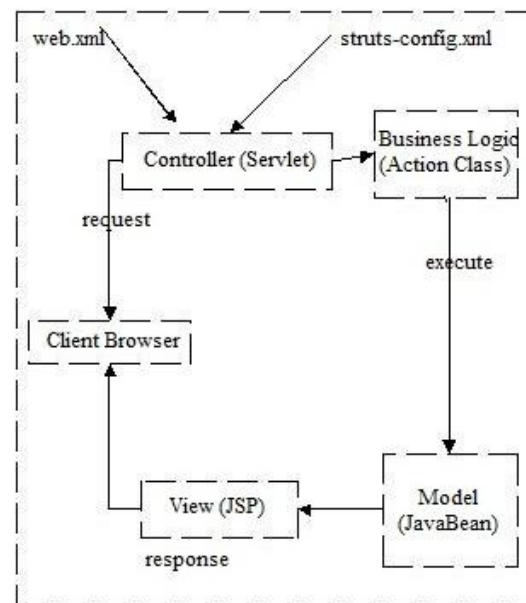 web.xml
struts-config.xml
Controller (Servlet)
Business Logic
(Action Class)
request
execute
Client Browser
View (JSP)
Model
(JavaBean)
response